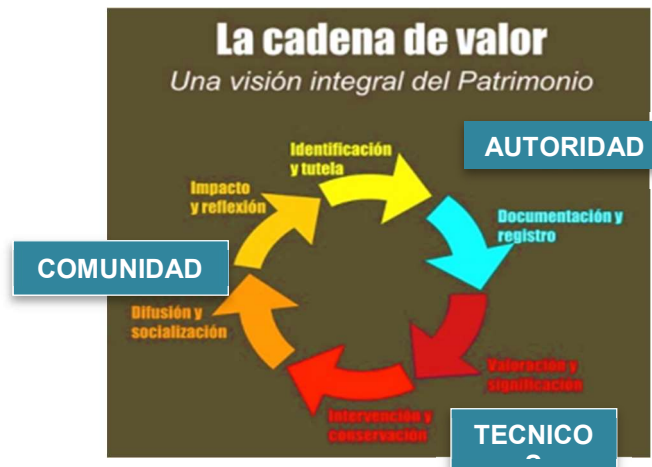 La cadena de valor
Una visión integral del Patrimonio
Identificación
y tutela
AUTORIDAD
Impacto
y reflexión
Documentación y
registro
COMUNIDAD
Difusión y
socialización
Valoración y
significación
Intervención y
conservación
TECNICO